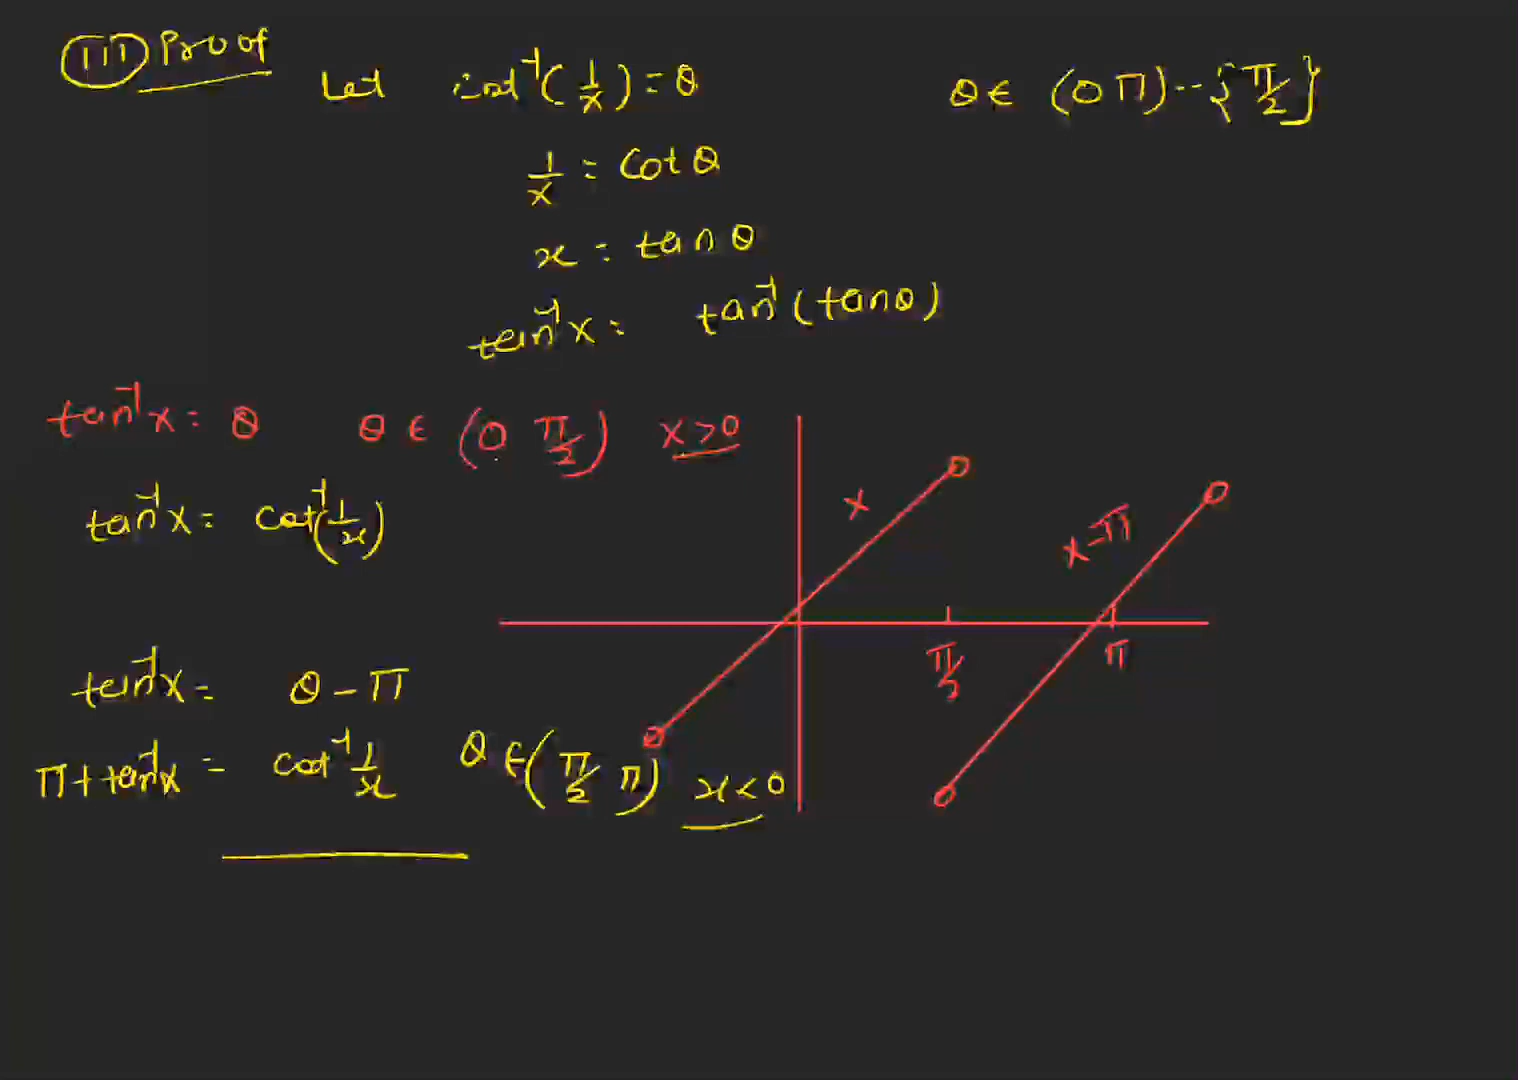 (III) Proof
Let cot⁻¹(1/x) = θ    θ ∈ (0 π) -- {π/2}
1/x = cot θ
x = tan θ
tan⁻¹x = tan⁻¹(tanθ)
tan⁻¹x = θ    θ ∈ (0 π/2)    x>0
tan⁻¹x = cot⁻¹(1/x)
x
x-π
π/2
π
tan⁻¹x = θ - π
π + tan⁻¹x = cot⁻¹ 1/x    θ ∈ (π/2 π)    x<0